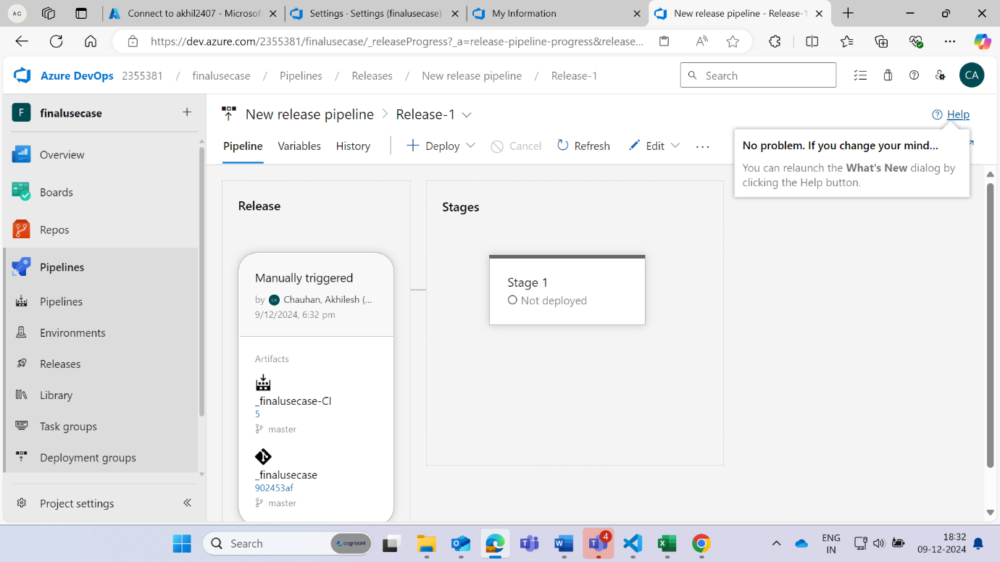 AC
Connect to akhil2407 - Microsof
Settings · Settings (finalusecase)
My Information
New release pipeline - Release-1
https://dev.azure.com/2355381/finalusecase/_releaseProgress?_a=release-pipeline-progress&release...
Azure DevOps 2355381 / finalusecase / Pipelines / Releases / New release pipeline / Release-1
Search
CA
F finalusecase
New release pipeline > Release-1
Help
Pipeline Variables History Deploy Cancel Refresh Edit ...
No problem. If you change your mind...
You can relaunch the What's New dialog by
clicking the Help button.
Overview
Boards
Repos
Pipelines
Pipelines
Environments
Releases
Library
Task groups
Deployment groups
Project settings
Release
Manually triggered
by CA Chauhan, Akhilesh (...
9/12/2024, 6:32 pm
Artifacts
_finalusecase-CI
5
master
_finalusecase
902453af
master
Stages
Stage 1
Not deployed
Search
cognizant
4
ENG
IN
18:32
09-12-2024